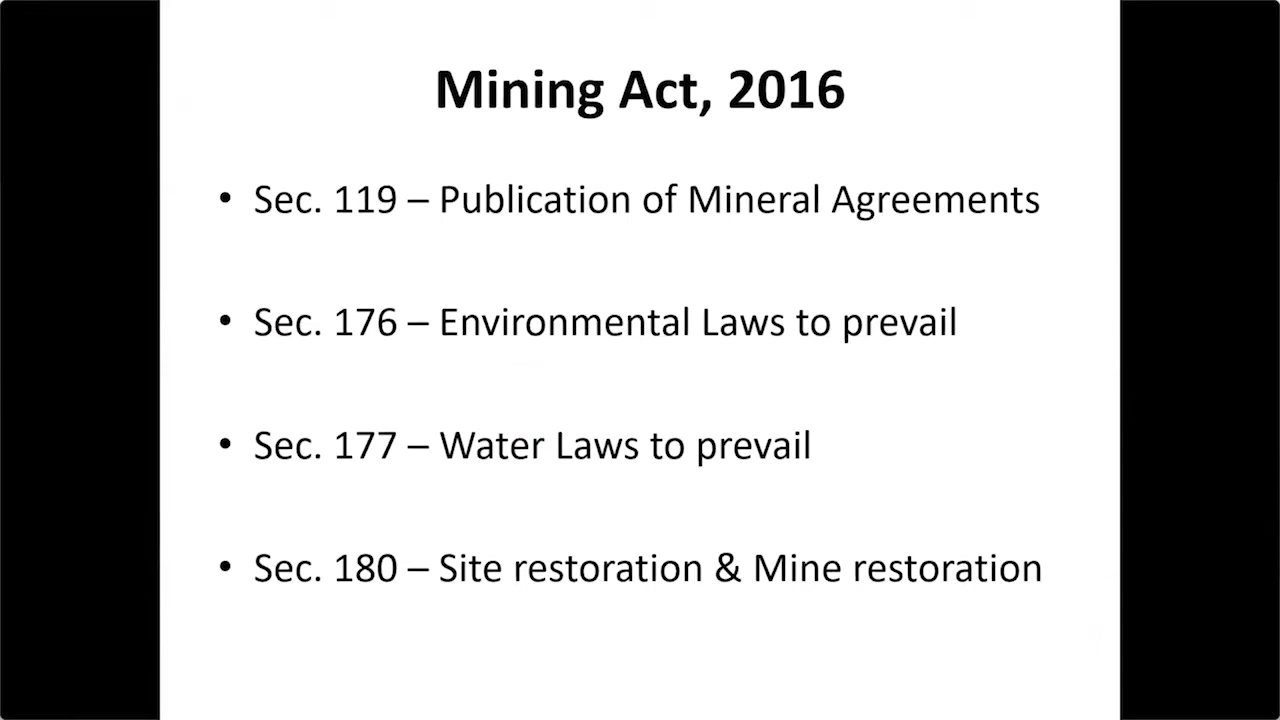 Mining Act, 2016
• Sec. 119 – Publication of Mineral Agreements
• Sec. 176 – Environmental Laws to prevail
• Sec. 177 – Water Laws to prevail
• Sec. 180 – Site restoration & Mine restoration